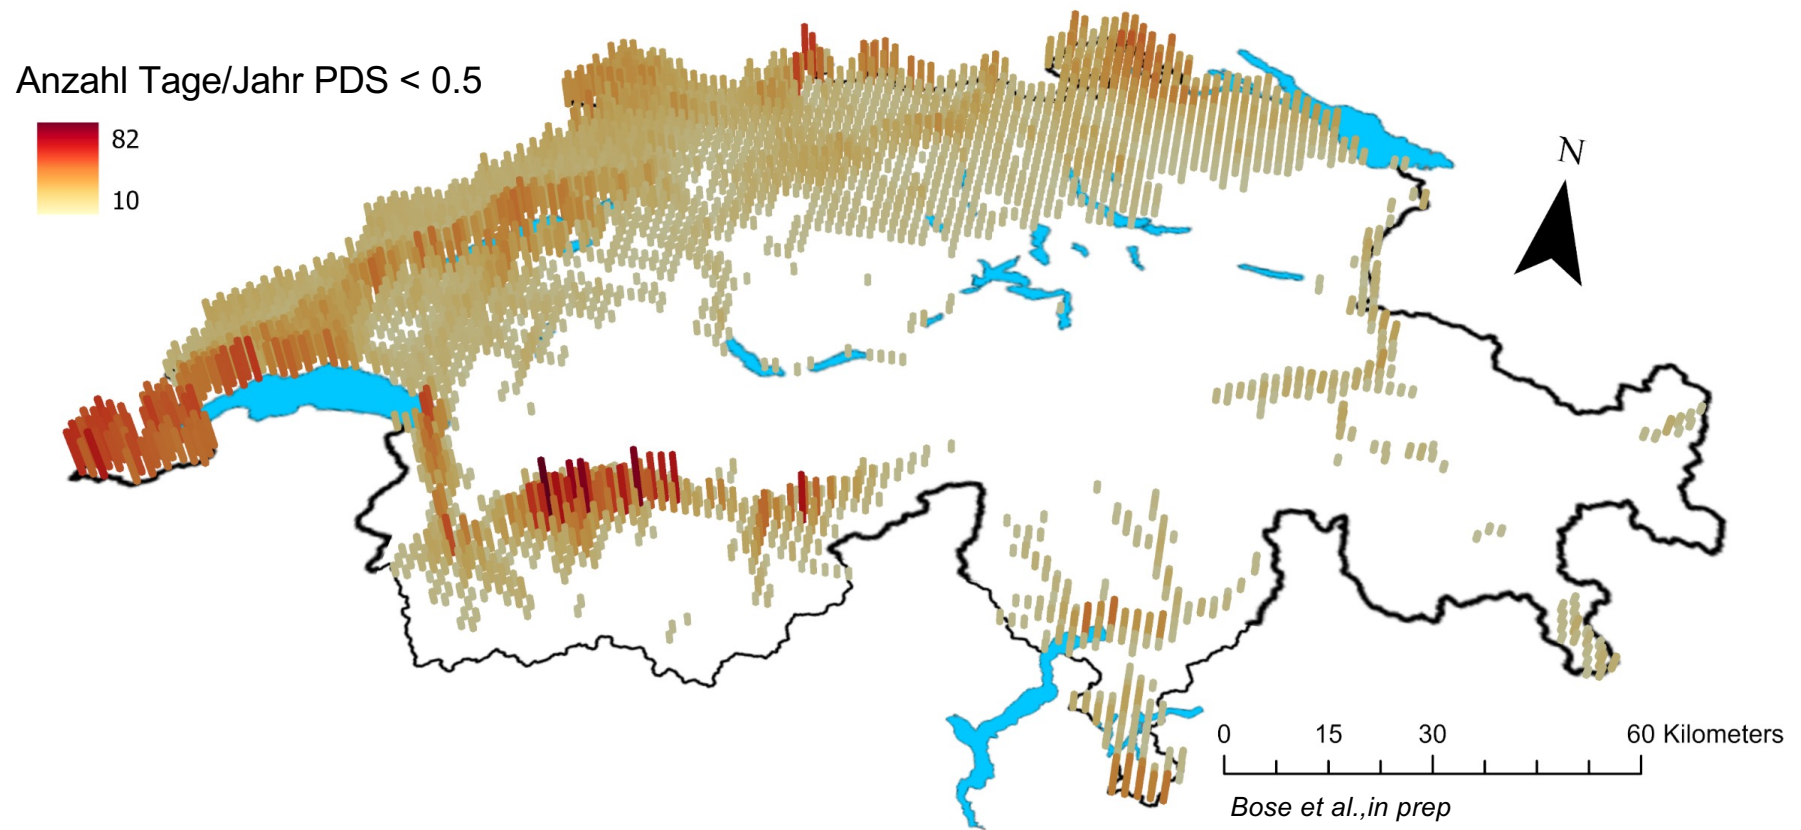 Anzahl Tage/Jahr PDS < 0.5
82
10
N
0 15 30 60 Kilometers
Bose et al.,in prep